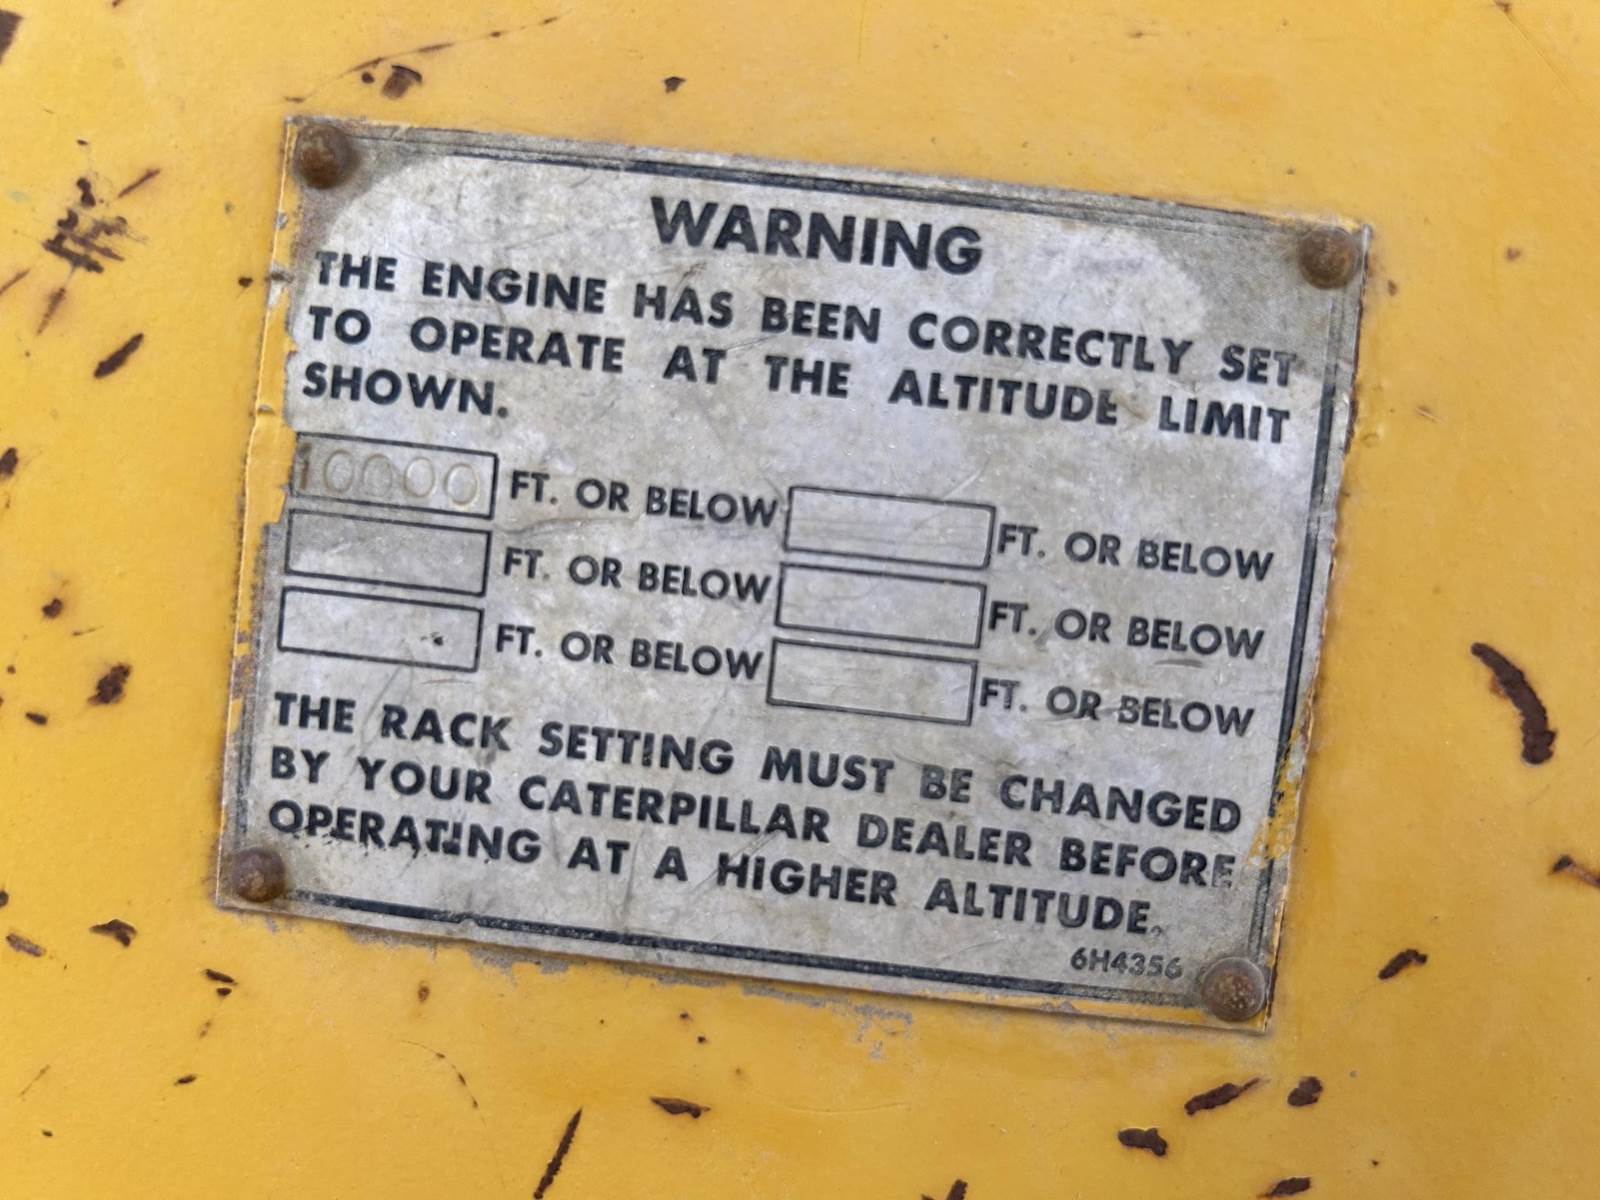 WARNING
THE ENGINE HAS BEEN CORRECTLY SET
TO OPERATE AT THE ALTITUDE LIMIT
SHOWN.
10000 FT. OR BELOW FT. OR BELOW
FT. OR BELOW FT. OR BELOW
FT. OR BELOW FT. OR BELOW
THE RACK SETTING MUST BE CHANGED
BY YOUR CATERPILLAR DEALER BEFORE
OPERATING AT A HIGHER ALTITUDE.
6H4356